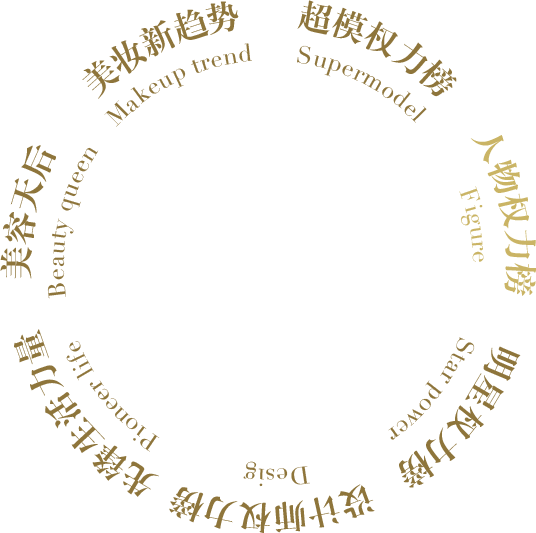 超模权力榜
Supermodel
人物权力榜
Figure
明星权力榜
Star power
设计师权力榜
Desig
先锋生活力量
Pioneer life
美容天后
Beauty queen
美妆新趋势
Makeup trend